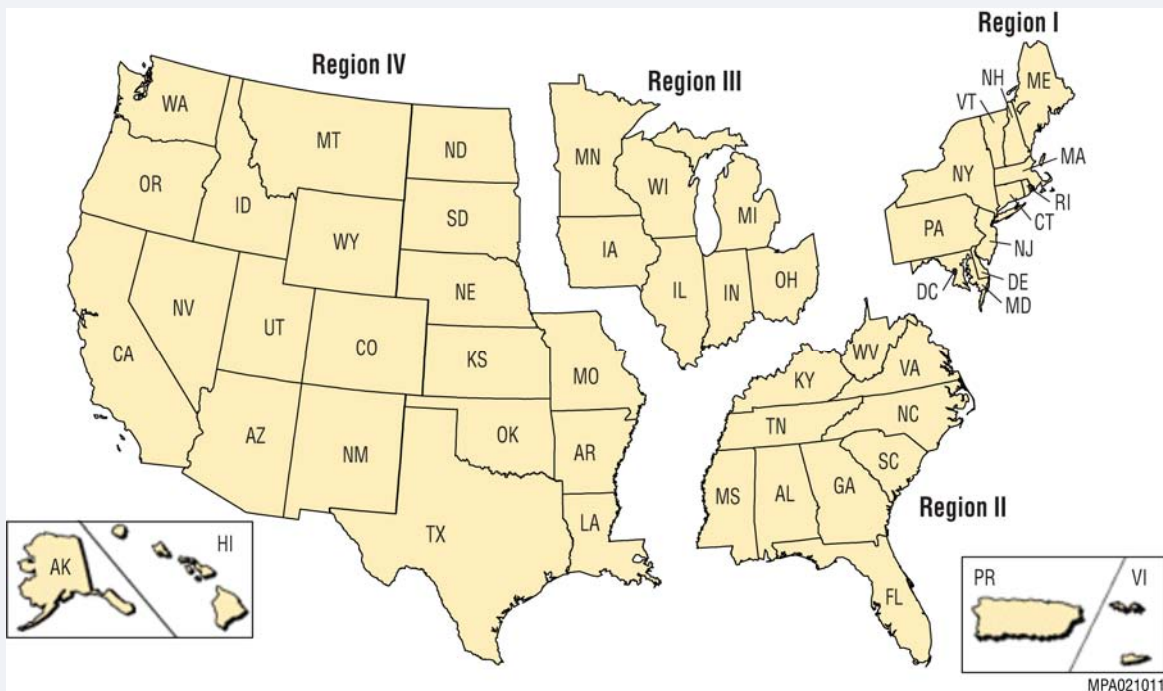 Region I
Region IV
Region III
NH
ME
VT
WA
MT
ND
MN
MA
OR
ID
WI
NY
RI
SD
MI
CT
WY
PA
NJ
IA
NE
OH
DE
NV
IL
IN
DC
MD
UT
CO
CA
KS
WV
VA
MO
KY
NC
TN
AZ
OK
NM
AR
SC
MS
AL
GA
Region II
LA
TX
HI
AK
PR
VI
FL
MPA021011